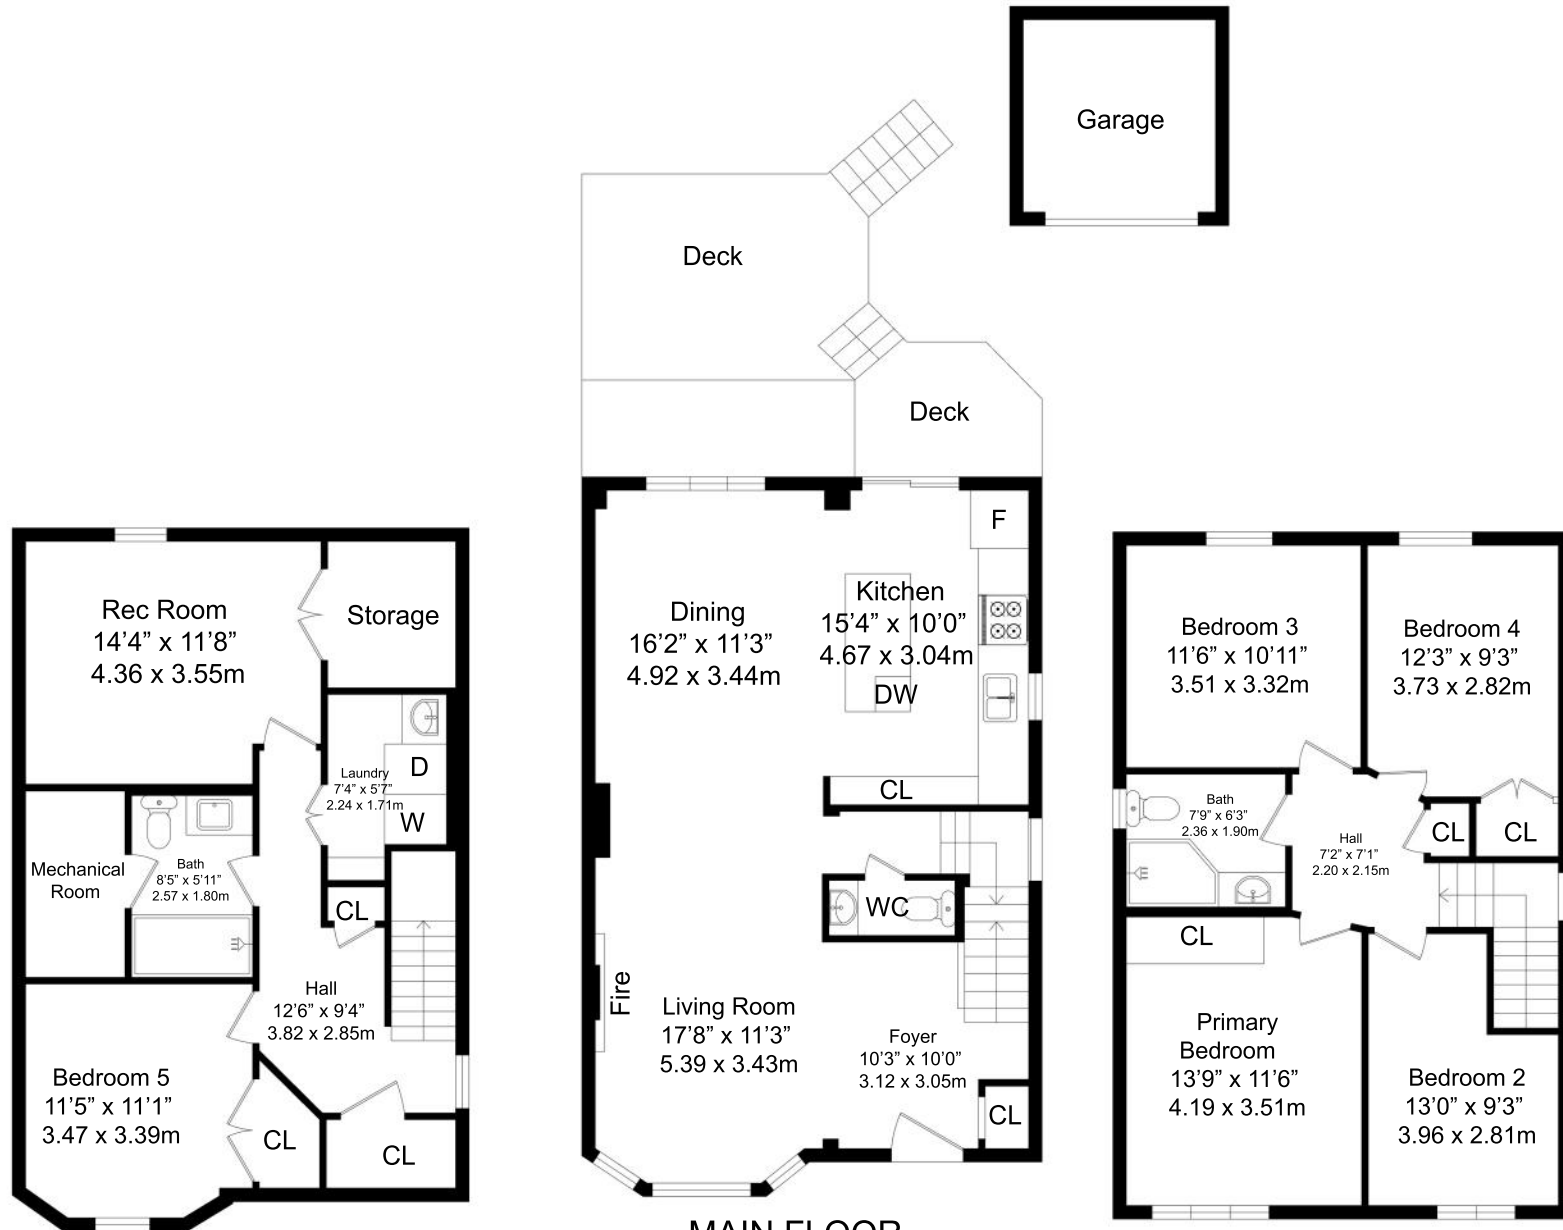 Garage
Deck
Deck
Rec Room
14’4” x 11’8”
4.36 x 3.55m
Storage
Laundry
7’4” x 5’7”
2.24 x 1.71m
D
W
Mechanical
Room
Bath
8’5” x 5’11”
2.57 x 1.80m
CL
Hall
12’6” x 9’4”
3.82 x 2.85m
Bedroom 5
11’5” x 11’1”
3.47 x 3.39m
CL
CL
Dining
16’2” x 11’3”
4.92 x 3.44m
F
Kitchen
15’4” x 10’0”
4.67 x 3.04m
DW
CL
WC
Fire
Living Room
17’8” x 11’3”
5.39 x 3.43m
Foyer
10’3” x 10’0”
3.12 x 3.05m
CL
MAIN FLOOR
Bedroom 3
11’6” x 10’11”
3.51 x 3.32m
Bedroom 4
12’3” x 9’3”
3.73 x 2.82m
Bath
7’9” x 6’3”
2.36 x 1.90m
Hall
7’2” x 7’1”
2.20 x 2.15m
CL
CL
CL
Primary
Bedroom
13’9” x 11’6”
4.19 x 3.51m
Bedroom 2
13’0” x 9’3”
3.96 x 2.81m